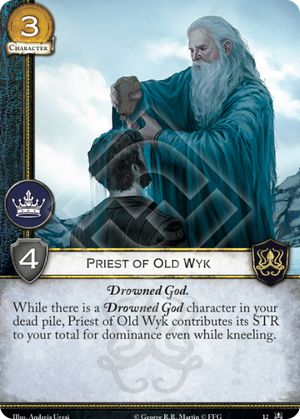 3
CHARACTER
4
PRIEST OF OLD WYK
Drowned God.
While there is a Drowned God character in your
dead pile, Priest of Old Wyk contributes its STR
to your total for dominance even while kneeling.
Illus. Andreia Ugrai
© George R.R. Martin © FFG
12